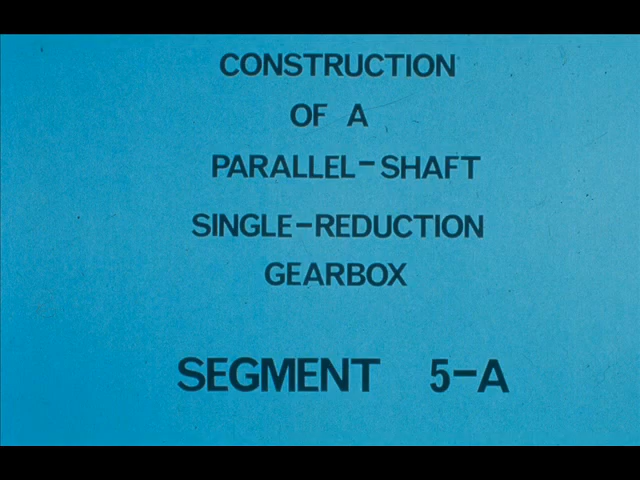 CONSTRUCTION
OF A
PARALLEL-SHAFT
SINGLE-REDUCTION
GEARBOX
SEGMENT 5-A